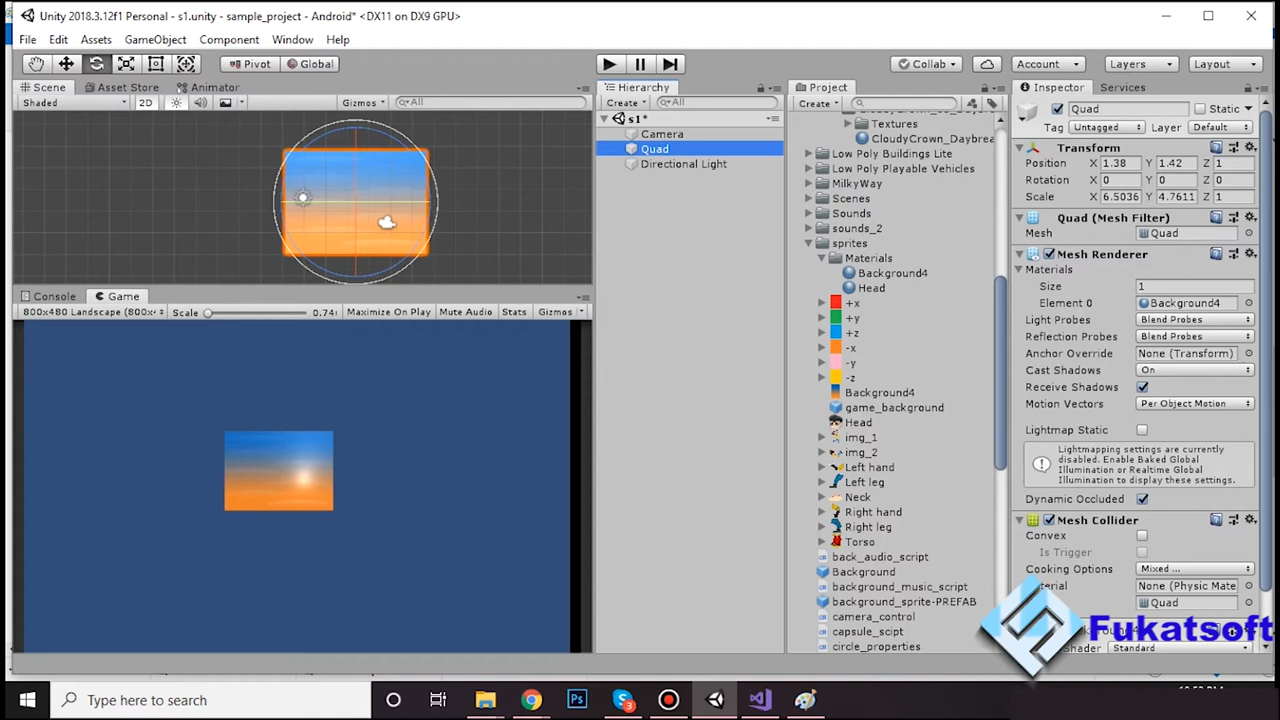 Unity 2018.3.12f1 Personal - s1.unity - sample_project - Android* <DX11 on DX9 GPU>
File Edit Assets GameObject Component Window Help
Pivot Global Collab Account Layers Layout
Scene Asset Store Animator
Shaded 2D Gizmos All
Console Game
800x480 Landscape (800x Scale 0.74 Maximize On Play Mute Audio Stats Gizmos
Hierarchy
Create All
s1*
Camera
Quad
Directional Light
Project
Create
Textures
CloudyCrown_Daybrea
Low Poly Buildings Lite
Low Poly Playable Vehicles
MilkyWay
Scenes
Sounds
sounds_2
sprites
Materials
Background4
Head
+x
+y
+z
-x
-y
-z
Background4
game_background
Head
img_1
img_2
Left hand
Left leg
Neck
Right hand
Right leg
Torso
back_audio_script
Background
background_music_script
background_sprite-PREFAB
camera_control
capsule_scipt
circle_properties
Inspector Services
Quad Static
Tag Untagged Layer Default
Transform
Position X 1.38 Y 1.42 Z 1
Rotation X 0 Y 0 Z 0
Scale X 6.5036 Y 4.7611 Z 1
Quad (Mesh Filter)
Mesh Quad
Mesh Renderer
Materials
Size 1
Element 0 Background4
Light Probes Blend Probes
Reflection Probes Blend Probes
Anchor Override None (Transform)
Cast Shadows On
Receive Shadows
Motion Vectors Per Object Motion
Lightmap Static
Lightmapping settings are currently
disabled. Enable Baked Global
Illumination or Realtime Global
Illumination to display these settings.
Dynamic Occluded
Mesh Collider
Convex
Is Trigger
Cooking Options Mixed ...
aterial None (Physic Mate
Quad
Fukatsoft
Shader Standard
Type here to search
Ps
S 3